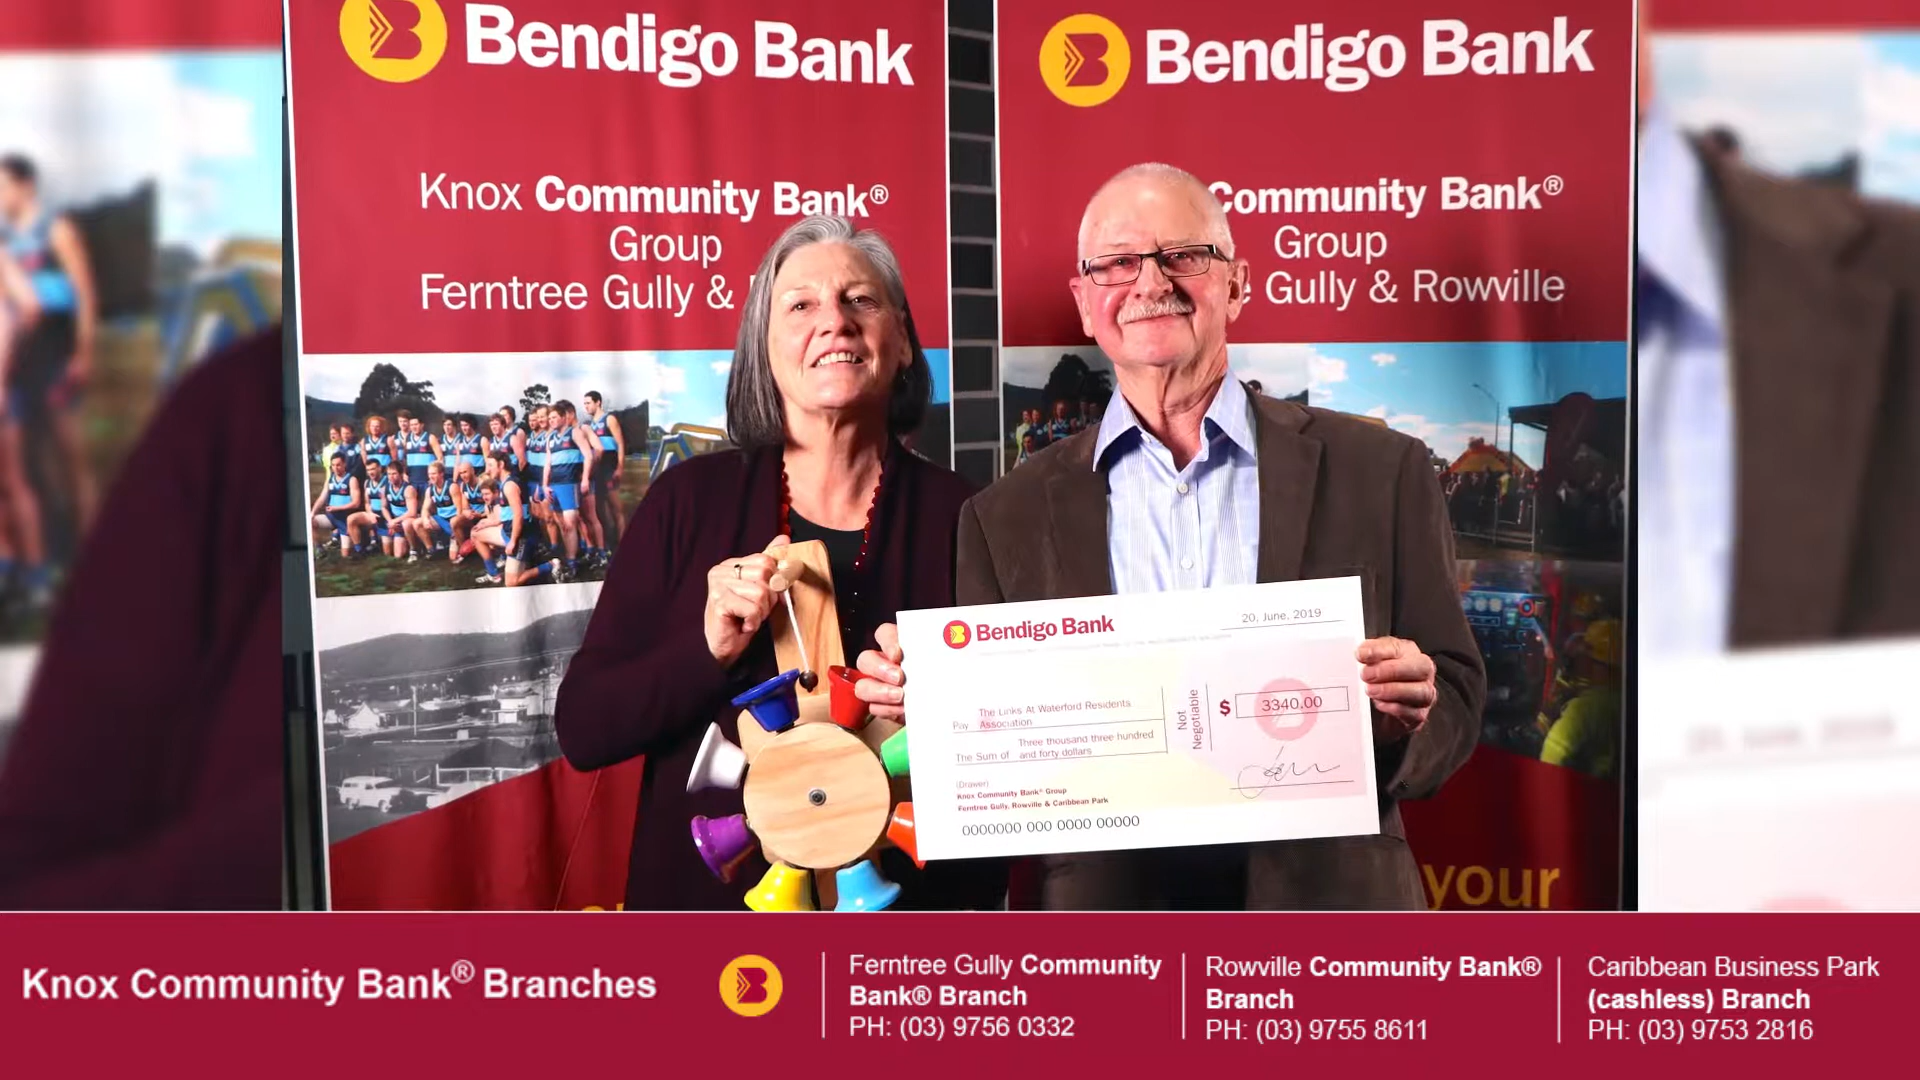 Bendigo Bank
Knox Community Bank®
Group
Ferntree Gully &
Bendigo Bank
Community Bank®
Group
Gully & Rowville
your
Bendigo Bank
20, June, 2019
Pay The Links At Waterford Residents
Association
The Sum of Three thousand three hundred
and forty dollars
Not
Negotiable
$ 3340.00
(Drawer)
Knox Community Bank® Group
Ferntree Gully, Rowville & Caribbean Park
0000000 000 0000 00000
Knox Community Bank® Branches
Ferntree Gully Community
Bank® Branch
PH: (03) 9756 0332
Rowville Community Bank®
Branch
PH: (03) 9755 8611
Caribbean Business Park
(cashless) Branch
PH: (03) 9753 2816